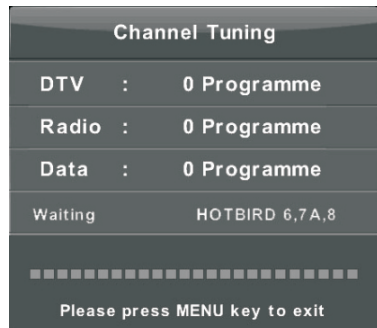 Channel Tuning
DTV : 0 Programme
Radio : 0 Programme
Data : 0 Programme
Waiting HOTBIRD 6,7A,8
Please press MENU key to exit